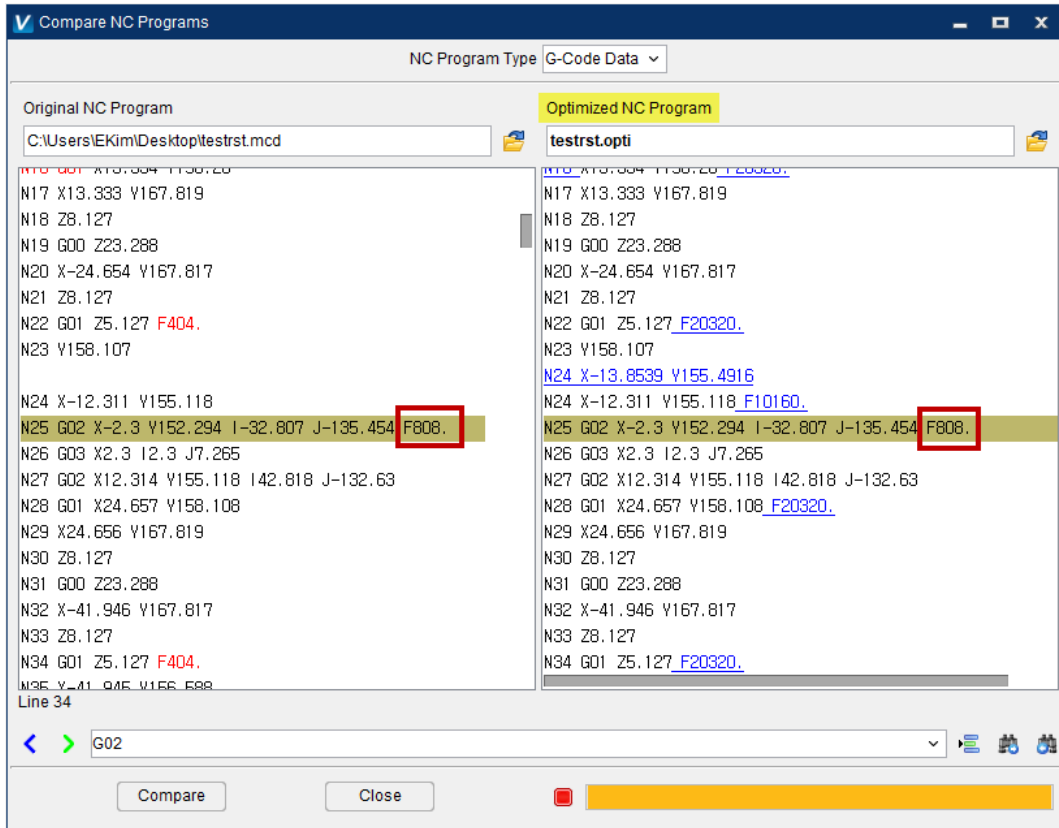 Compare NC Programs
NC Program Type G-Code Data
Original NC Program
C:\Users\EKim\Desktop\testrst.mcd
N17 X13.333 Y167.819
N18 Z8.127
N19 G00 Z23.288
N20 X-24.654 Y167.817
N21 Z8.127
N22 G01 Z5.127 F404.
N23 Y158.107
N24 X-12.311 Y155.118
N25 G02 X-2.3 Y152.294 I-32.807 J-135.454 F808.
N26 G03 X2.3 I2.3 J7.265
N27 G02 X12.314 Y155.118 I42.818 J-132.63
N28 G01 X24.657 Y158.108
N29 X24.656 Y167.819
N30 Z8.127
N31 G00 Z23.288
N32 X-41.946 Y167.817
N33 Z8.127
N34 G01 Z5.127 F404.
Optimized NC Program
testrst.opti
N17 X13.333 Y167.819
N18 Z8.127
N19 G00 Z23.288
N20 X-24.654 Y167.817
N21 Z8.127
N22 G01 Z5.127 F20320.
N23 Y158.107
N24 X-13.8539 Y155.4916
N24 X-12.311 Y155.118 F10160.
N25 G02 X-2.3 Y152.294 I-32.807 J-135.454 F808.
N26 G03 X2.3 I2.3 J7.265
N27 G02 X12.314 Y155.118 I42.818 J-132.63
N28 G01 X24.657 Y158.108 F20320.
N29 X24.656 Y167.819
N30 Z8.127
N31 G00 Z23.288
N32 X-41.946 Y167.817
N33 Z8.127
N34 G01 Z5.127 F20320.
Line 34
G02
Compare
Close